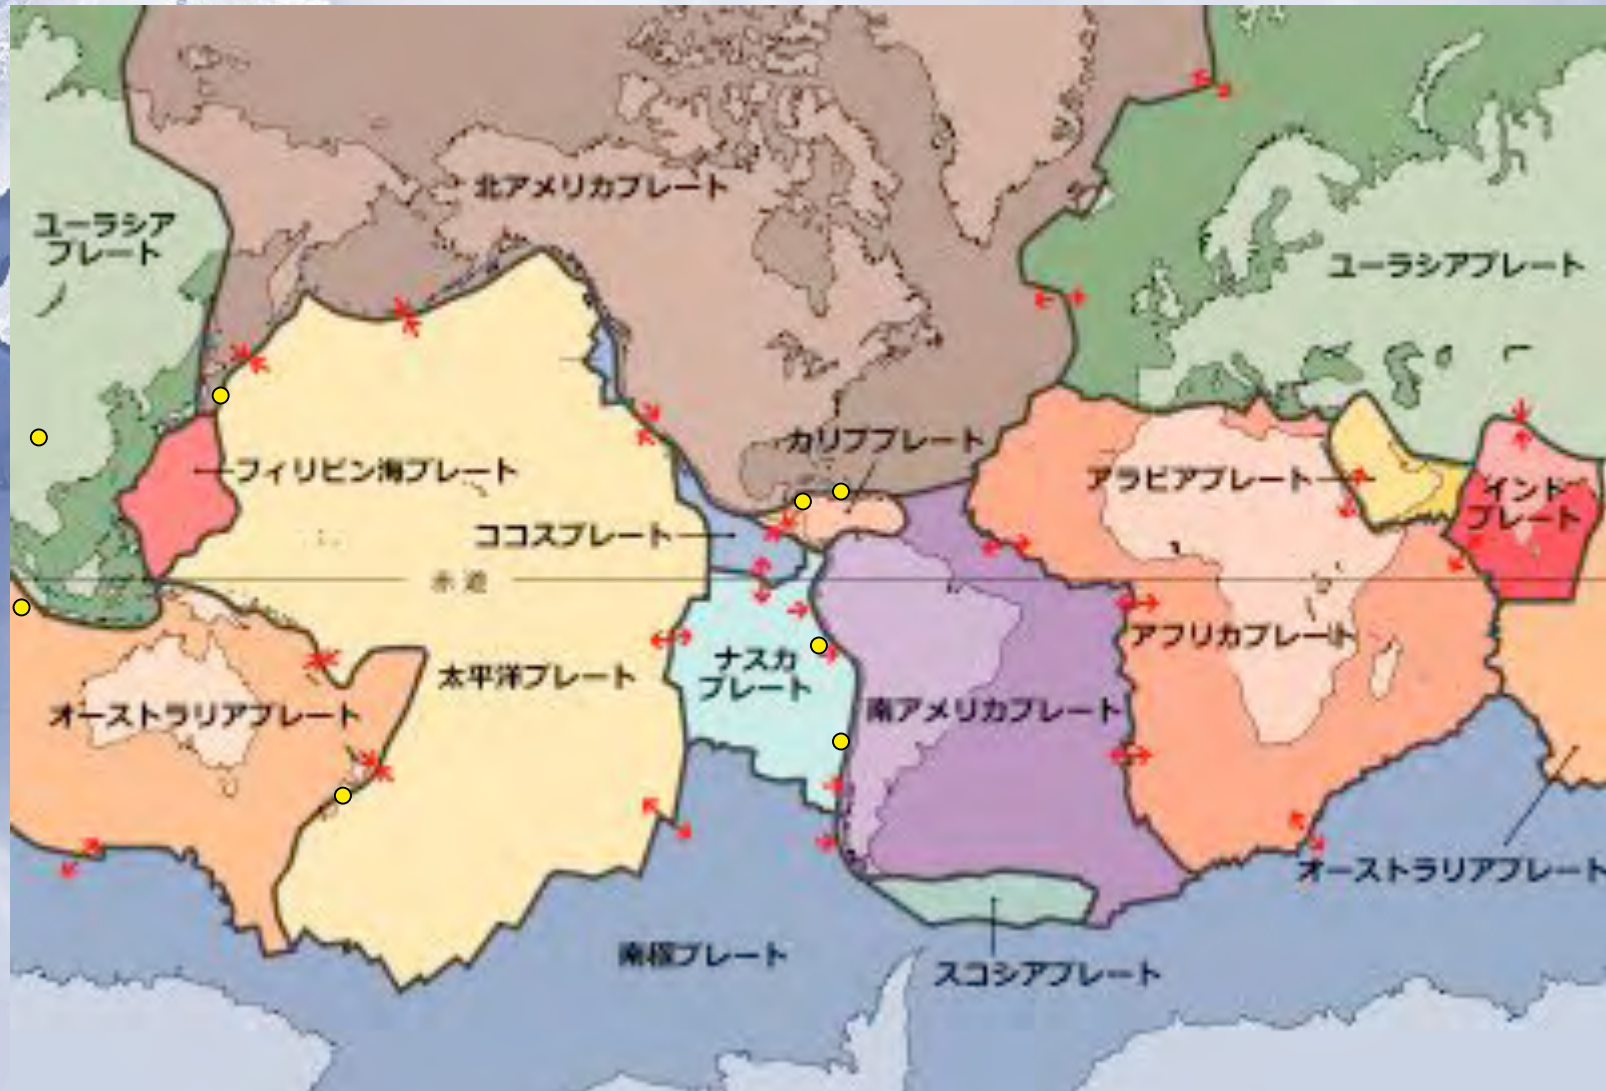 北アメリカプレート
ユーラシア
プレート
ユーラシアプレート
カリブプレート
フィリピン海プレート
アラビアプレート
インド
プレート
ココスプレート
赤道
アフリカプレート
ナスカ
プレート
太平洋プレート
オーストラリアプレート
南アメリカプレート
オーストラリアプレート
南極プレート
スコシアプレート